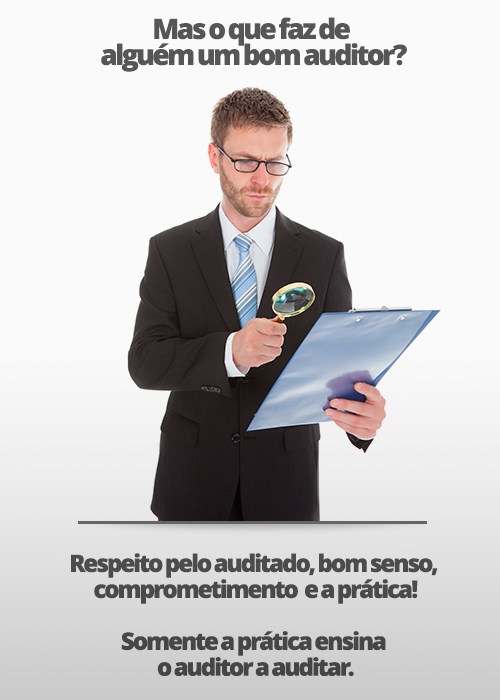 Mas o que faz de
alguém um bom auditor?
Respeito pelo auditado, bom senso,
comprometimento e a prática!
Somente a prática ensina
o auditor a auditar.